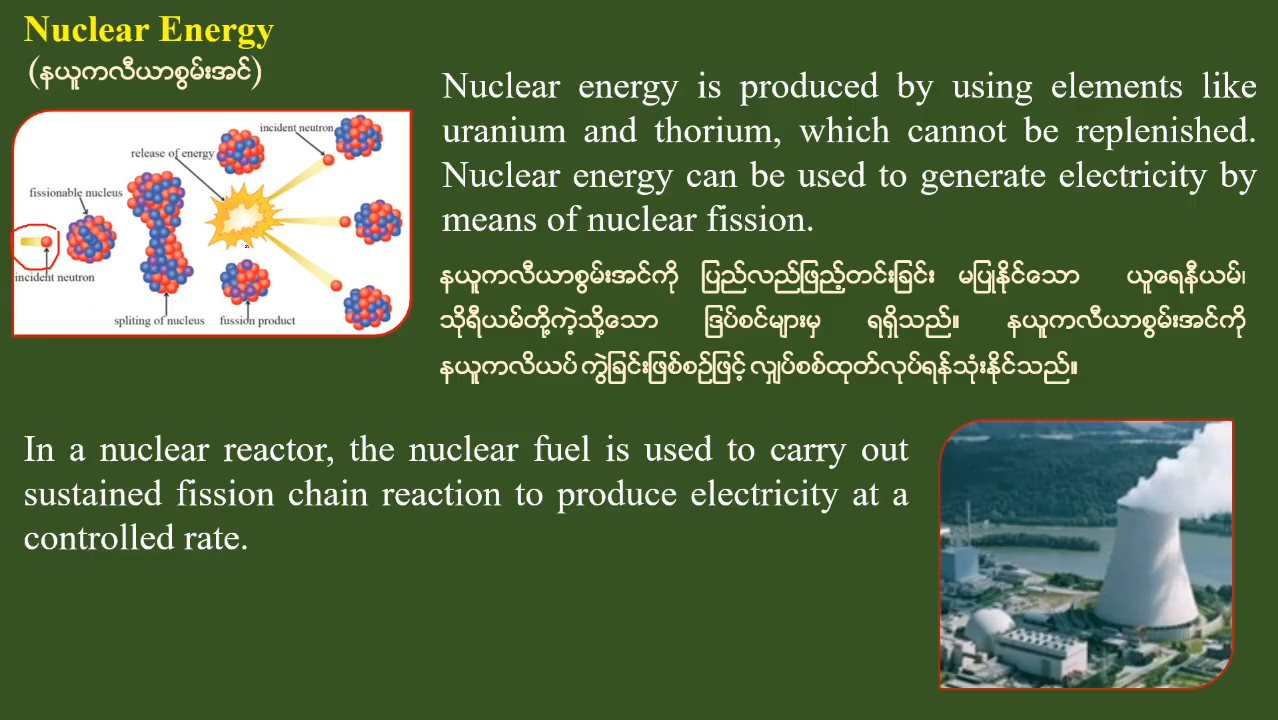 Nuclear Energy
(နယူကလီယာစွမ်းအင်)
incident neutron
release of energy
fissionable nucleus
incident neutron
spliting of nucleus
fussion product
Nuclear energy is produced by using elements like
uranium and thorium, which cannot be replenished.
Nuclear energy can be used to generate electricity by
means of nuclear fission.
နယူကလီယာစွမ်းအင်ကို ပြည်လည်ဖြည့်တင်းခြင်း မပြုနိုင်သော ယူရေနီယမ်၊
သိုရီယမ်တို့ကဲ့သို့သော ဒြပ်စင်များမှ ရရှိသည်။ နယူကလီယာစွမ်းအင်ကို
နယူကလိယပ် ကွဲခြင်းဖြစ်စဉ်ဖြင့် လျှပ်စစ်ထုတ်လုပ်ရန်သုံးနိုင်သည်။
In a nuclear reactor, the nuclear fuel is used to carry out
sustained fission chain reaction to produce electricity at a
controlled rate.